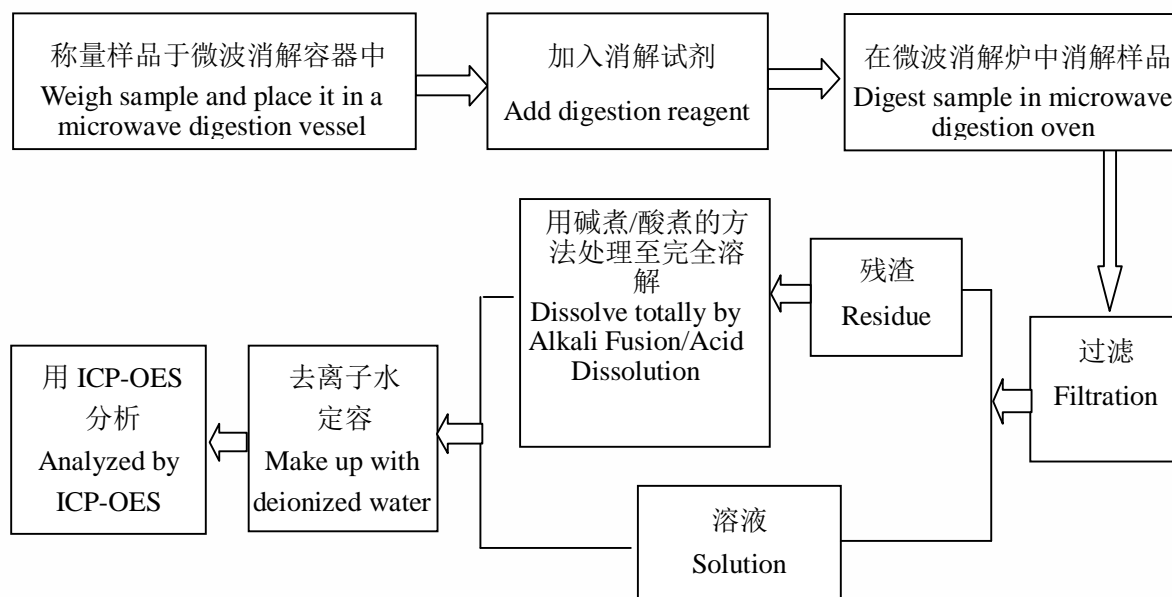 称量样品于微波消解容器中
Weigh sample and place it in a
microwave digestion vessel
加入消解试剂
Add digestion reagent
在微波消解炉中消解样品
Digest sample in microwave
digestion oven
用碱煮/酸煮的方
法处理至完全溶
解
Dissolve totally by
Alkali Fusion/Acid
Dissolution
残渣
Residue
过滤
Filtration
用 ICP-OES
分析
Analyzed by
ICP-OES
去离子水
定容
Make up with
deionized water
溶液
Solution